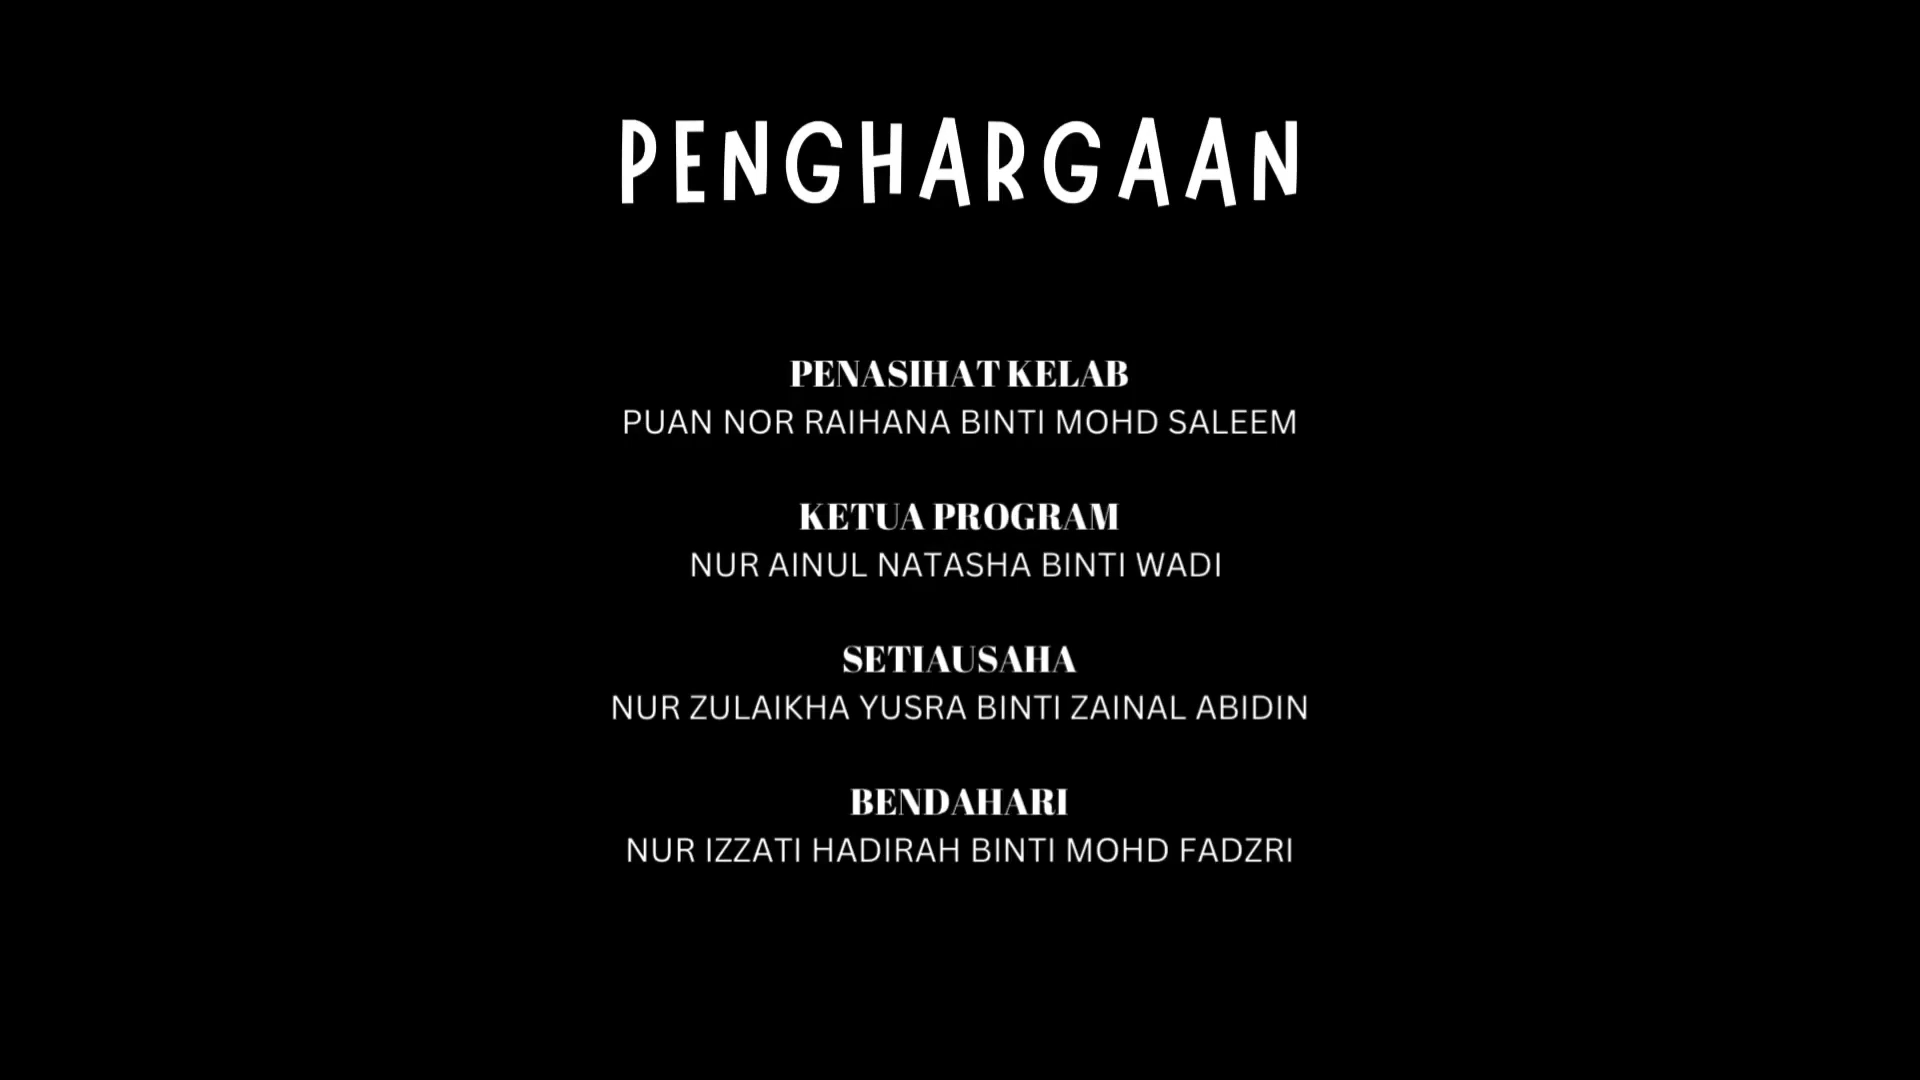 PENGHARGAAN
PENASIHAT KELAB
PUAN NOR RAIHANA BINTI MOHD SALEEM
KETUA PROGRAM
NUR AINUL NATASHA BINTI WADI
SETIAUSAHA
NUR ZULAIKHA YUSRA BINTI ZAINAL ABIDIN
BENDAHARI
NUR IZZATI HADIRAH BINTI MOHD FADZRI